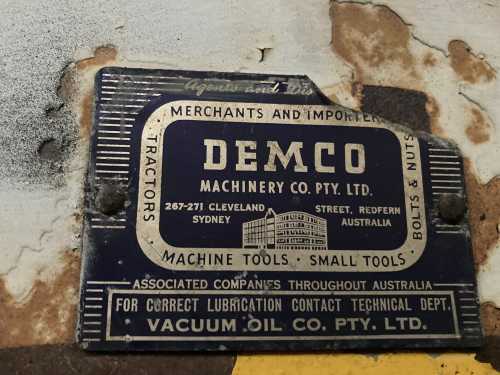 Agents and
MERCHANTS AND
TRACTORS
DEMCO
MACHINERY CO. PTY. LTD.
267-271 CLEVELAND STREET, REDFERN
SYDNEY AUSTRALIA
BOLTS & NUTS
MACHINE TOOLS · SMALL TOOLS ·
ASSOCIATED COMPANIES THROUGHOUT AUSTRALIA
FOR CORRECT LUBRICATION CONTACT TECHNICAL DEPT.
VACUUM OIL CO. PTY. LTD.